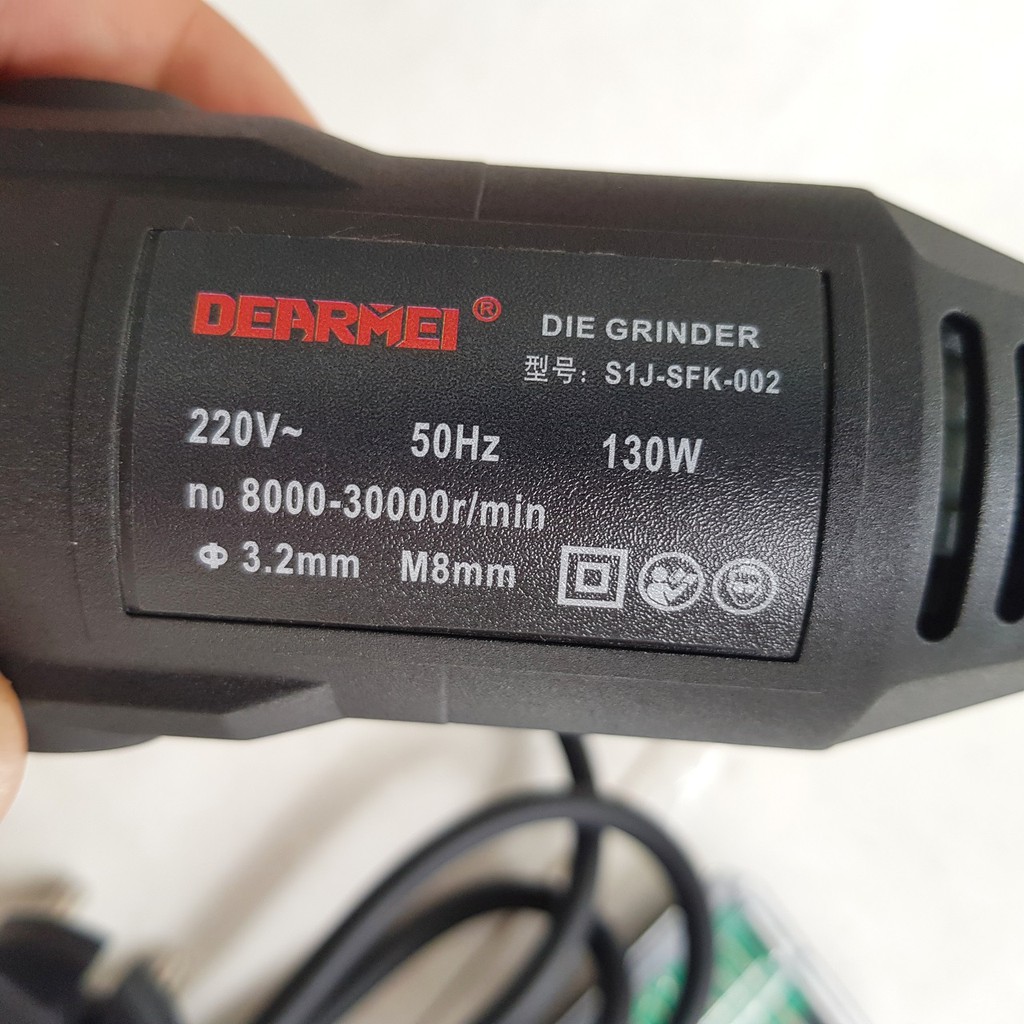 DEARMEI ®
DIE GRINDER
型号: S1J-SFK-002
220V~ 50Hz 130W
n0 8000-30000r/min
Φ 3.2mm M8mm